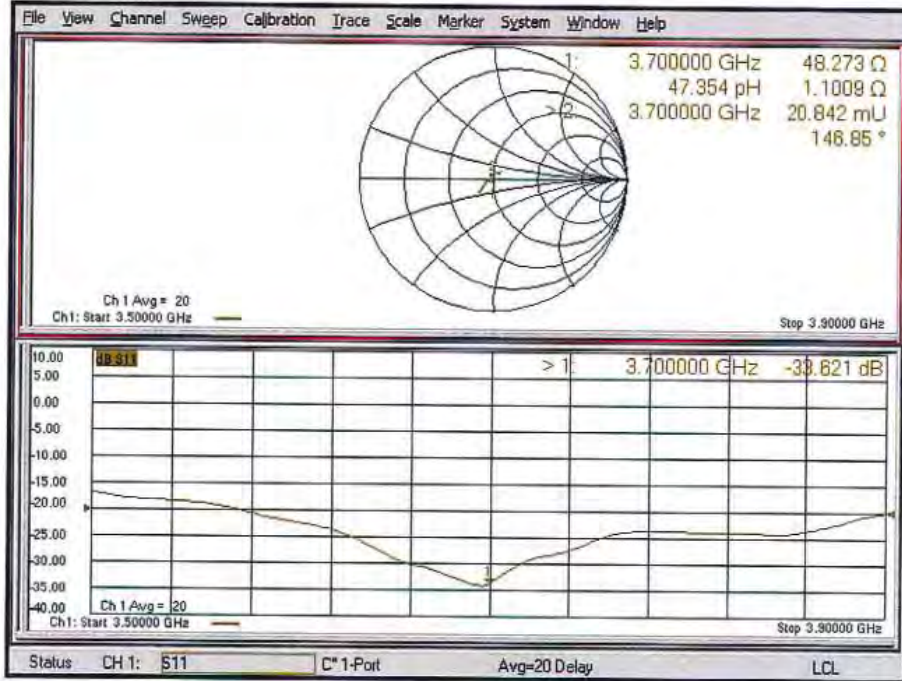 File View Channel Sweep Calibration Trace Scale Marker System Window Help
1: 3.700000 GHz 48.273 Ω
47.354 pH 1.1009 Ω
> 2: 3.700000 GHz 20.842 mU
146.85 °
Ch 1 Avg = 20
Ch1: Start 3.50000 GHz
Stop 3.90000 GHz
10.00
dB S11
> 1: 3.700000 GHz -33.621 dB
5.00
0.00
-5.00
-10.00
-15.00
-20.00
-25.00
-30.00
1
-35.00
-40.00
Ch 1 Avg = 20
Ch1: Start 3.50000 GHz
Stop 3.90000 GHz
Status CH 1: S11 C* 1-Port Avg=20 Delay LCL